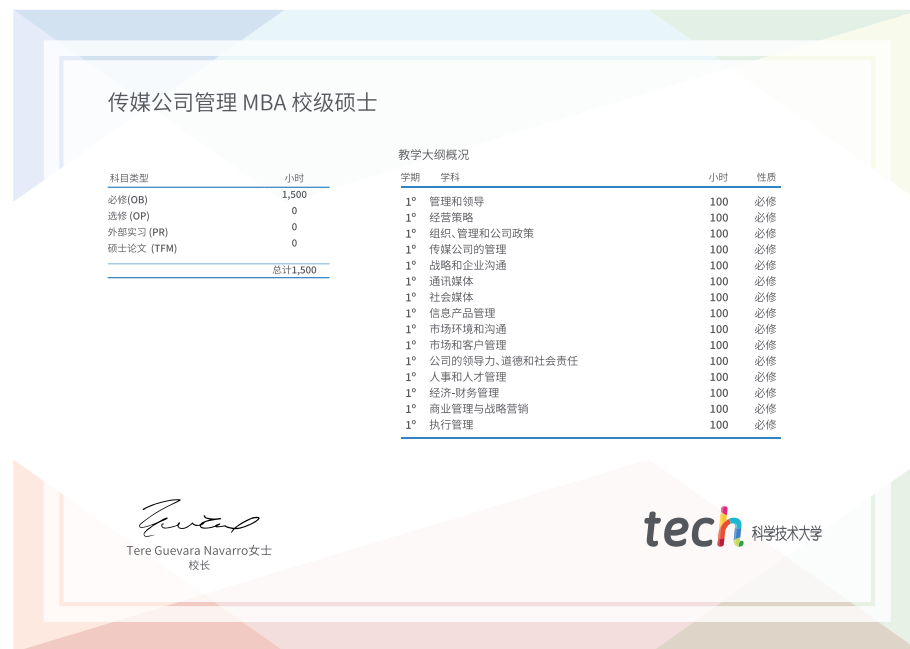 传媒公司管理 MBA 校级硕士
科目类型 小时
必修(OB) 1,500
选修 (OP) 0
外部实习 (PR) 0
硕士论文 (TFM) 0
总计1,500
教学大纲概况
学期 学科 小时 性质
1º 管理和领导 100 必修
1º 经营策略 100 必修
1º 组织、管理和公司政策 100 必修
1º 传媒公司的管理 100 必修
1º 战略和企业沟通 100 必修
1º 通讯媒体 100 必修
1º 社会媒体 100 必修
1º 信息产品管理 100 必修
1º 市场环境和沟通 100 必修
1º 市场和客户管理 100 必修
1º 公司的领导力、道德和社会责任 100 必修
1º 人事和人才管理 100 必修
1º 经济-财务管理 100 必修
1º 商业管理与战略营销 100 必修
1º 执行管理 100 必修
Tere Guevara Navarro女士
校长
tech 科学技术大学